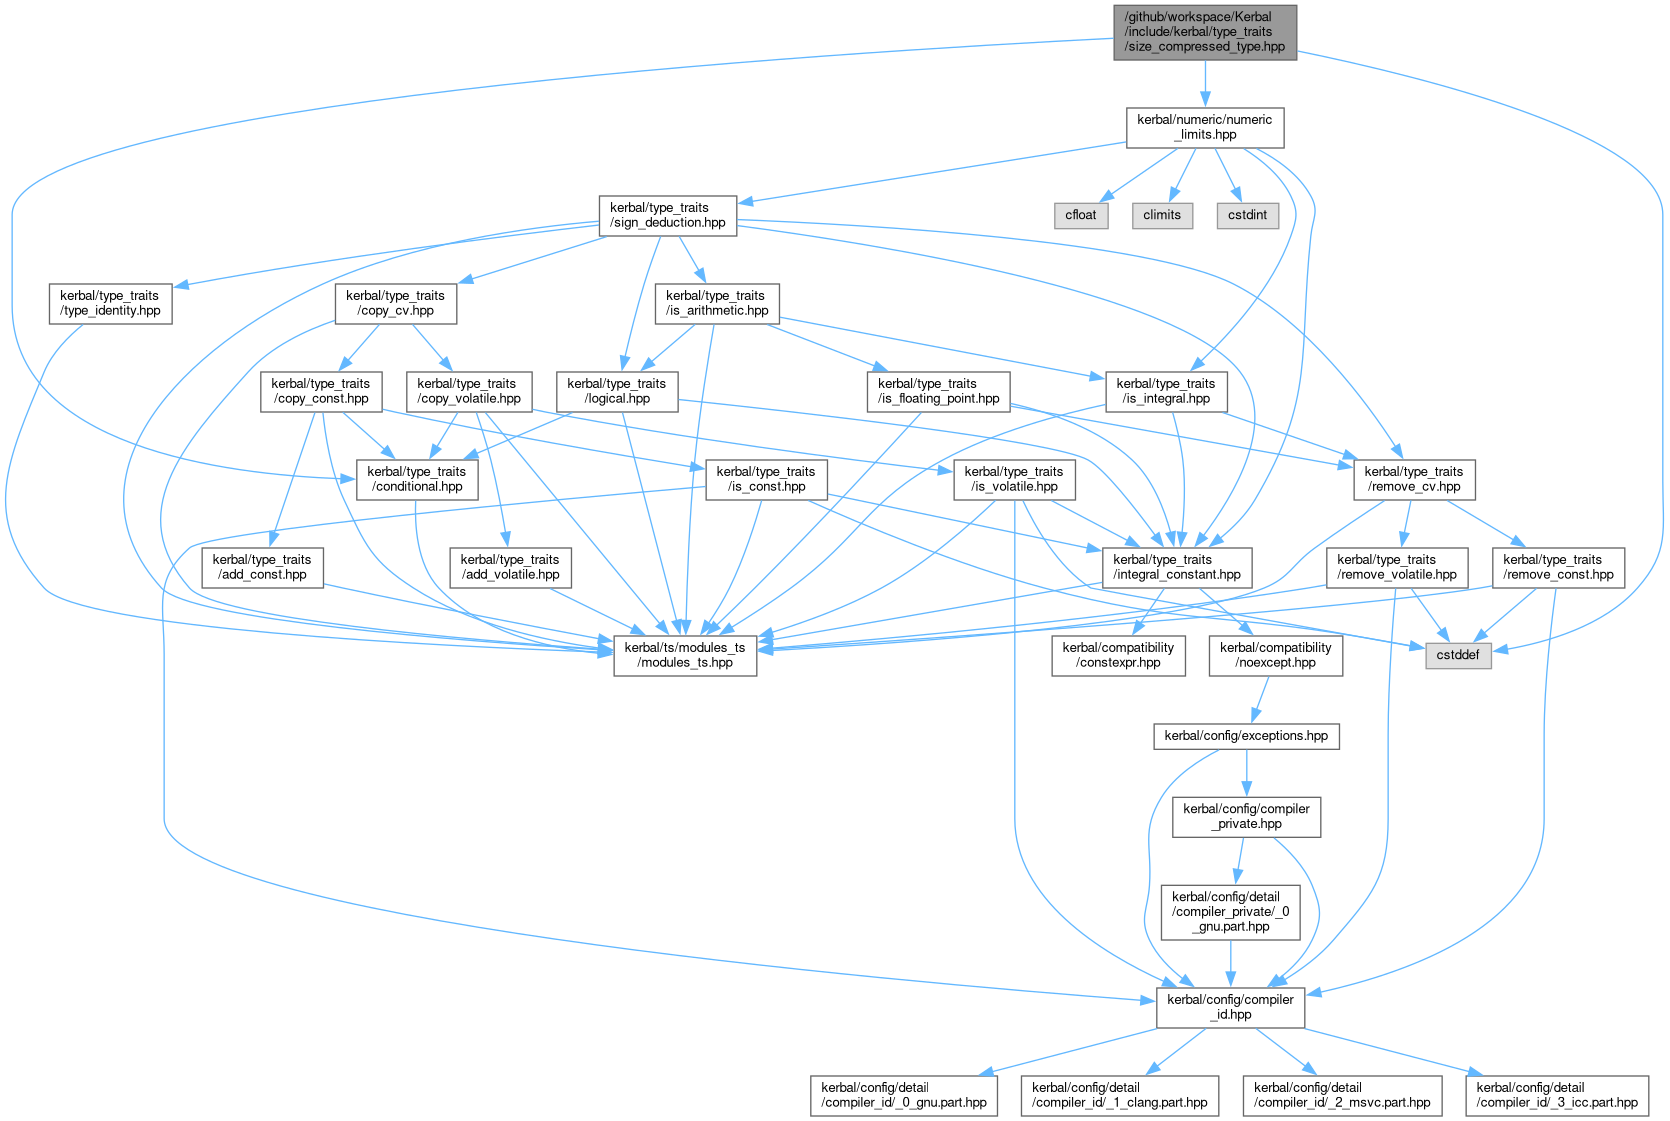 /github/workspace/Kerbal
/include/kerbal/type_traits
/size_compressed_type.hpp
kerbal/numeric/numeric
_limits.hpp
kerbal/type_traits
/sign_deduction.hpp
cfloat
climits
cstdint
kerbal/type_traits
/type_identity.hpp
kerbal/type_traits
/copy_cv.hpp
kerbal/type_traits
/is_arithmetic.hpp
kerbal/type_traits
/copy_const.hpp
kerbal/type_traits
/copy_volatile.hpp
kerbal/type_traits
/logical.hpp
kerbal/type_traits
/is_floating_point.hpp
kerbal/type_traits
/is_integral.hpp
kerbal/type_traits
/conditional.hpp
kerbal/type_traits
/is_const.hpp
kerbal/type_traits
/is_volatile.hpp
kerbal/type_traits
/remove_cv.hpp
kerbal/type_traits
/add_const.hpp
kerbal/type_traits
/add_volatile.hpp
kerbal/type_traits
/integral_constant.hpp
kerbal/type_traits
/remove_volatile.hpp
kerbal/type_traits
/remove_const.hpp
kerbal/ts/modules_ts
/modules_ts.hpp
kerbal/compatibility
/constexpr.hpp
kerbal/compatibility
/noexcept.hpp
cstddef
kerbal/config/exceptions.hpp
kerbal/config/compiler
_private.hpp
kerbal/config/detail
/compiler_private/_0
_gnu.part.hpp
kerbal/config/compiler
_id.hpp
kerbal/config/detail
/compiler_id/_0_gnu.part.hpp
kerbal/config/detail
/compiler_id/_1_clang.part.hpp
kerbal/config/detail
/compiler_id/_2_msvc.part.hpp
kerbal/config/detail
/compiler_id/_3_icc.part.hpp